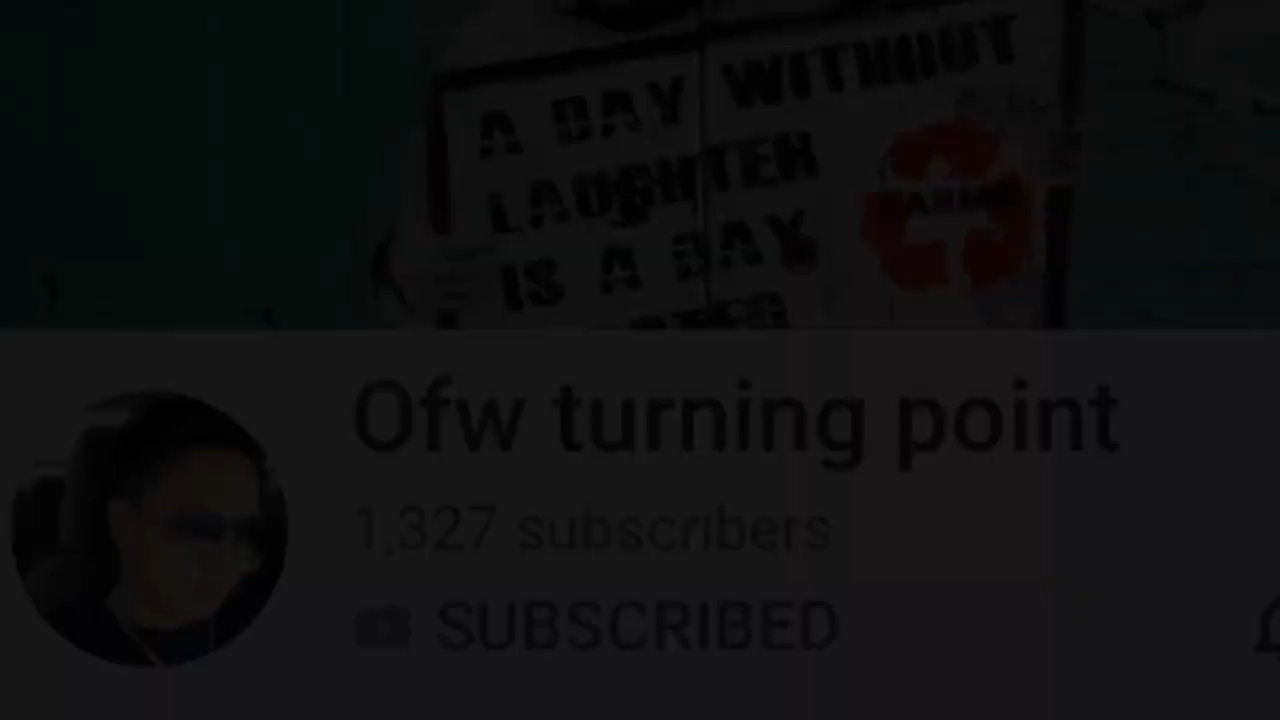 A DAY WITHOUT
LAUGHTER
IS A DAY
Ofw turning point
1,327 subscribers
SUBSCRIBED